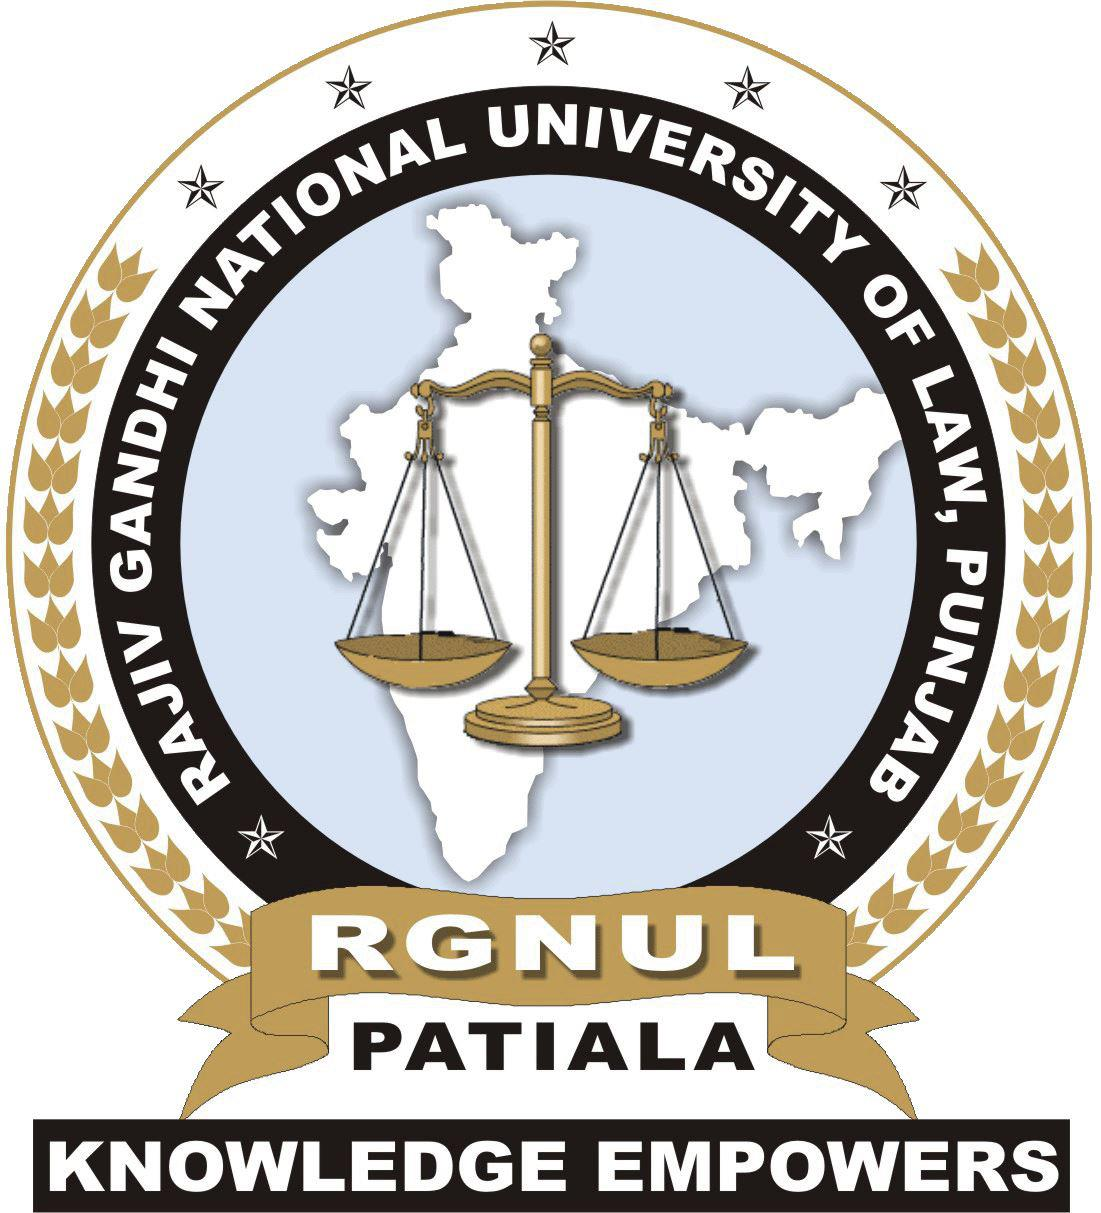 RAJIV GANDHI NATIONAL UNIVERSITY OF LAW, PUNJAB
RGNUL
PATIALA
KNOWLEDGE EMPOWERS